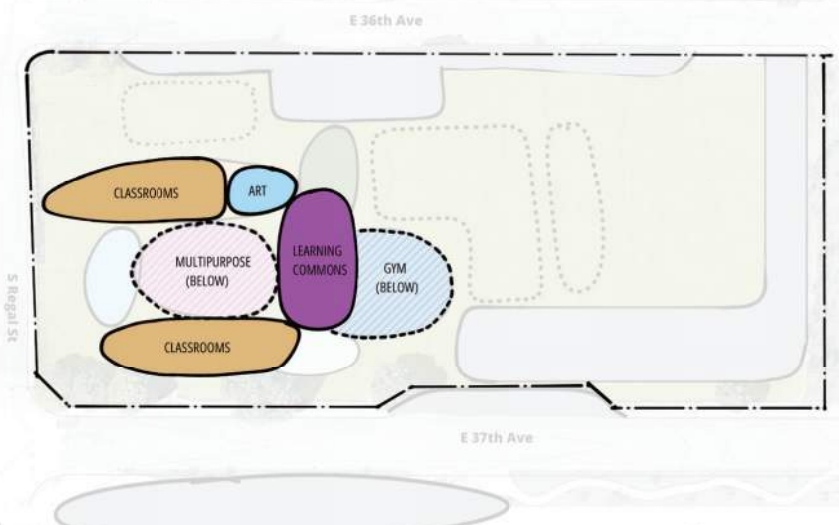 E 36th Ave
CLASSROOMS
ART
LEARNING
COMMONS
MULTIPURPOSE
(BELOW)
GYM
(BELOW)
S Regal St
CLASSROOMS
E 37th Ave